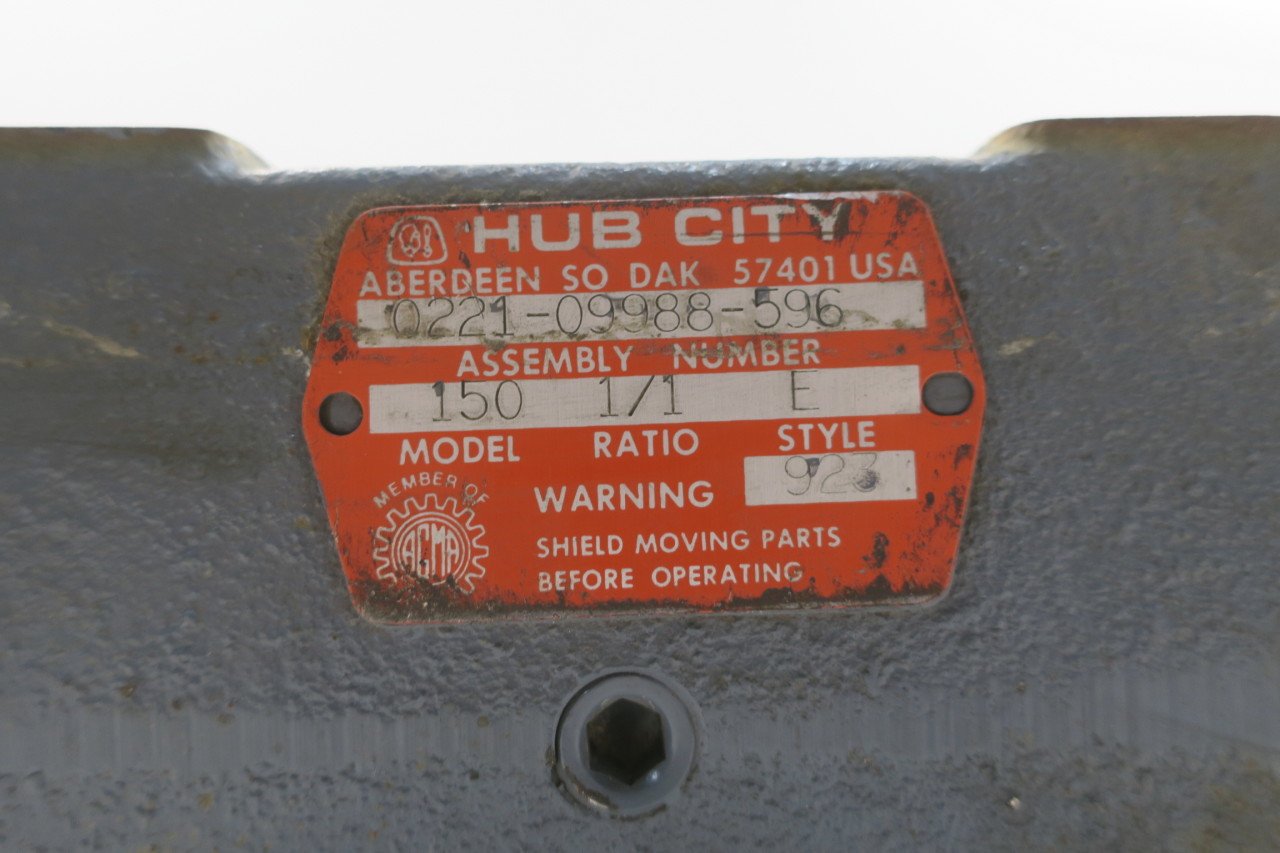 HUB CITY
ABERDEEN SO DAK 57401 USA
0221-09988-596
ASSEMBLY NUMBER
150 1/1 E
MODEL RATIO STYLE
923
MEMBER OF
AGMA
WARNING
SHIELD MOVING PARTS
BEFORE OPERATING